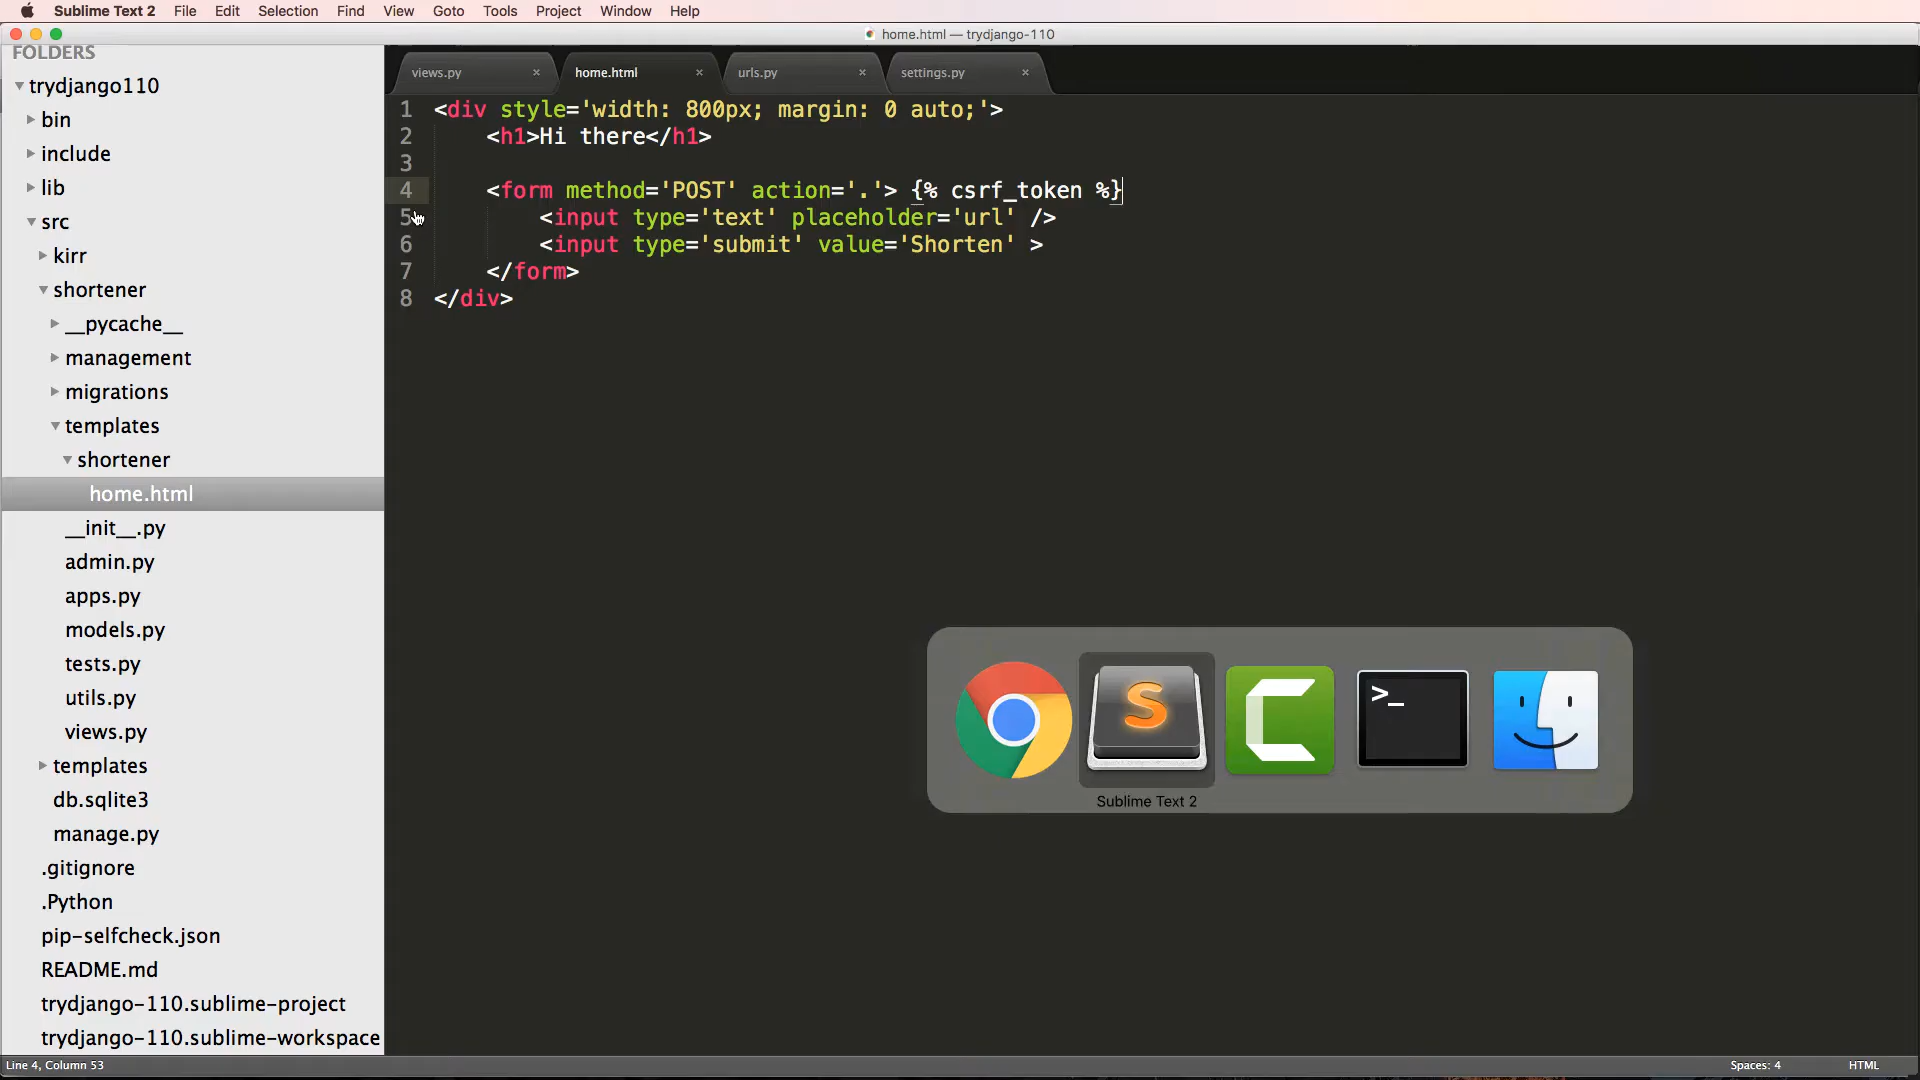 Sublime Text 2 File Edit Selection Find View Goto Tools Project Window Help
home.html — trydjango-110
FOLDERS
trydjango110
bin
include
lib
src
kirr
shortener
__pycache__
management
migrations
templates
shortener
home.html
__init__.py
admin.py
apps.py
models.py
tests.py
utils.py
views.py
templates
db.sqlite3
manage.py
.gitignore
.Python
pip-selfcheck.json
README.md
trydjango-110.sublime-project
trydjango-110.sublime-workspace
views.py × home.html × urls.py × settings.py ×
1 <div style='width: 800px; margin: 0 auto;'>
2 <h1>Hi there</h1>
3
4 <form method='POST' action='.'> {% csrf_token %}
5 <input type='text' placeholder='url' />
6 <input type='submit' value='Shorten' >
7 </form>
8 </div>
S
>_
Sublime Text 2
Line 4, Column 53 Spaces: 4 HTML